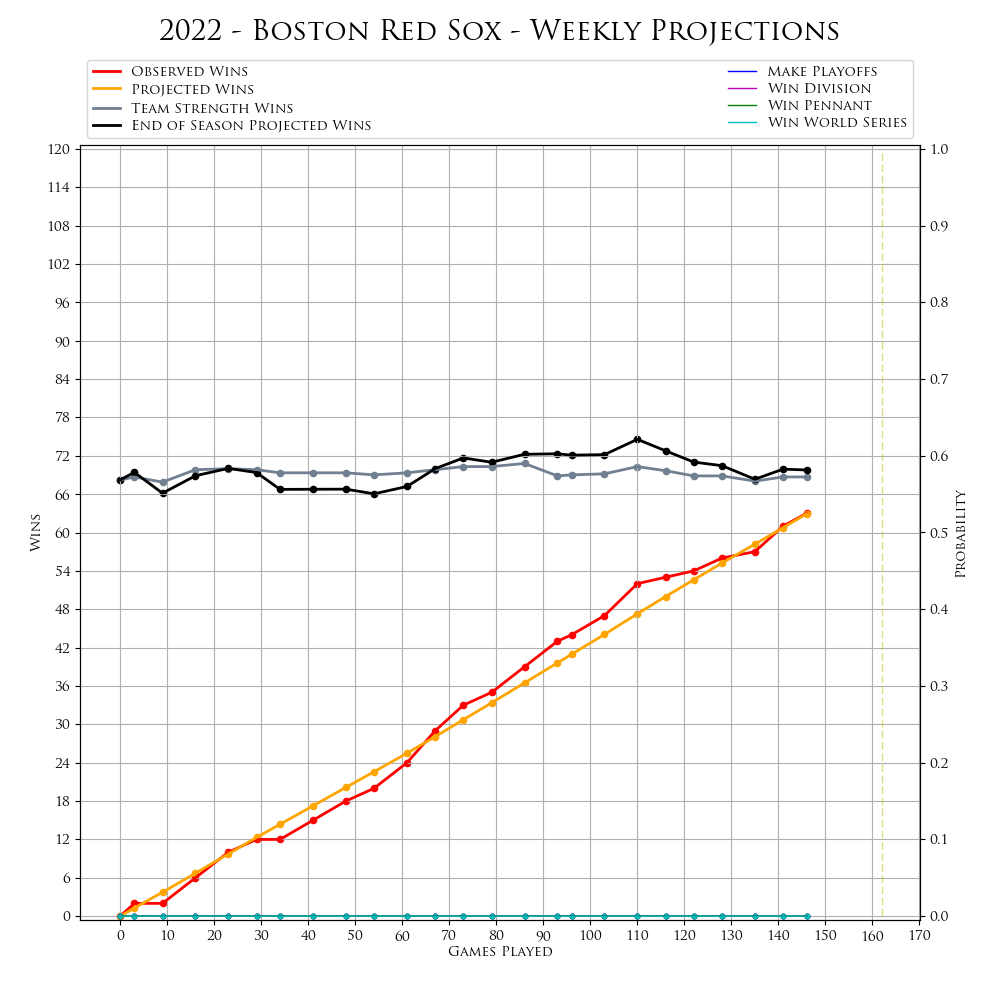 2022 - Boston Red Sox - Weekly Projections
Observed Wins
Projected Wins
Team Strength Wins
End of Season Projected Wins
Make Playoffs
Win Division
Win Pennant
Win World Series
120
114
108
102
96
90
84
78
72
66
60
54
48
42
36
30
24
18
12
6
0
Wins
1.0
0.9
0.8
0.7
0.6
0.5
0.4
0.3
0.2
0.1
0.0
Probability
0 10 20 30 40 50 60 70 80 90 100 110 120 130 140 150 160 170
Games Played